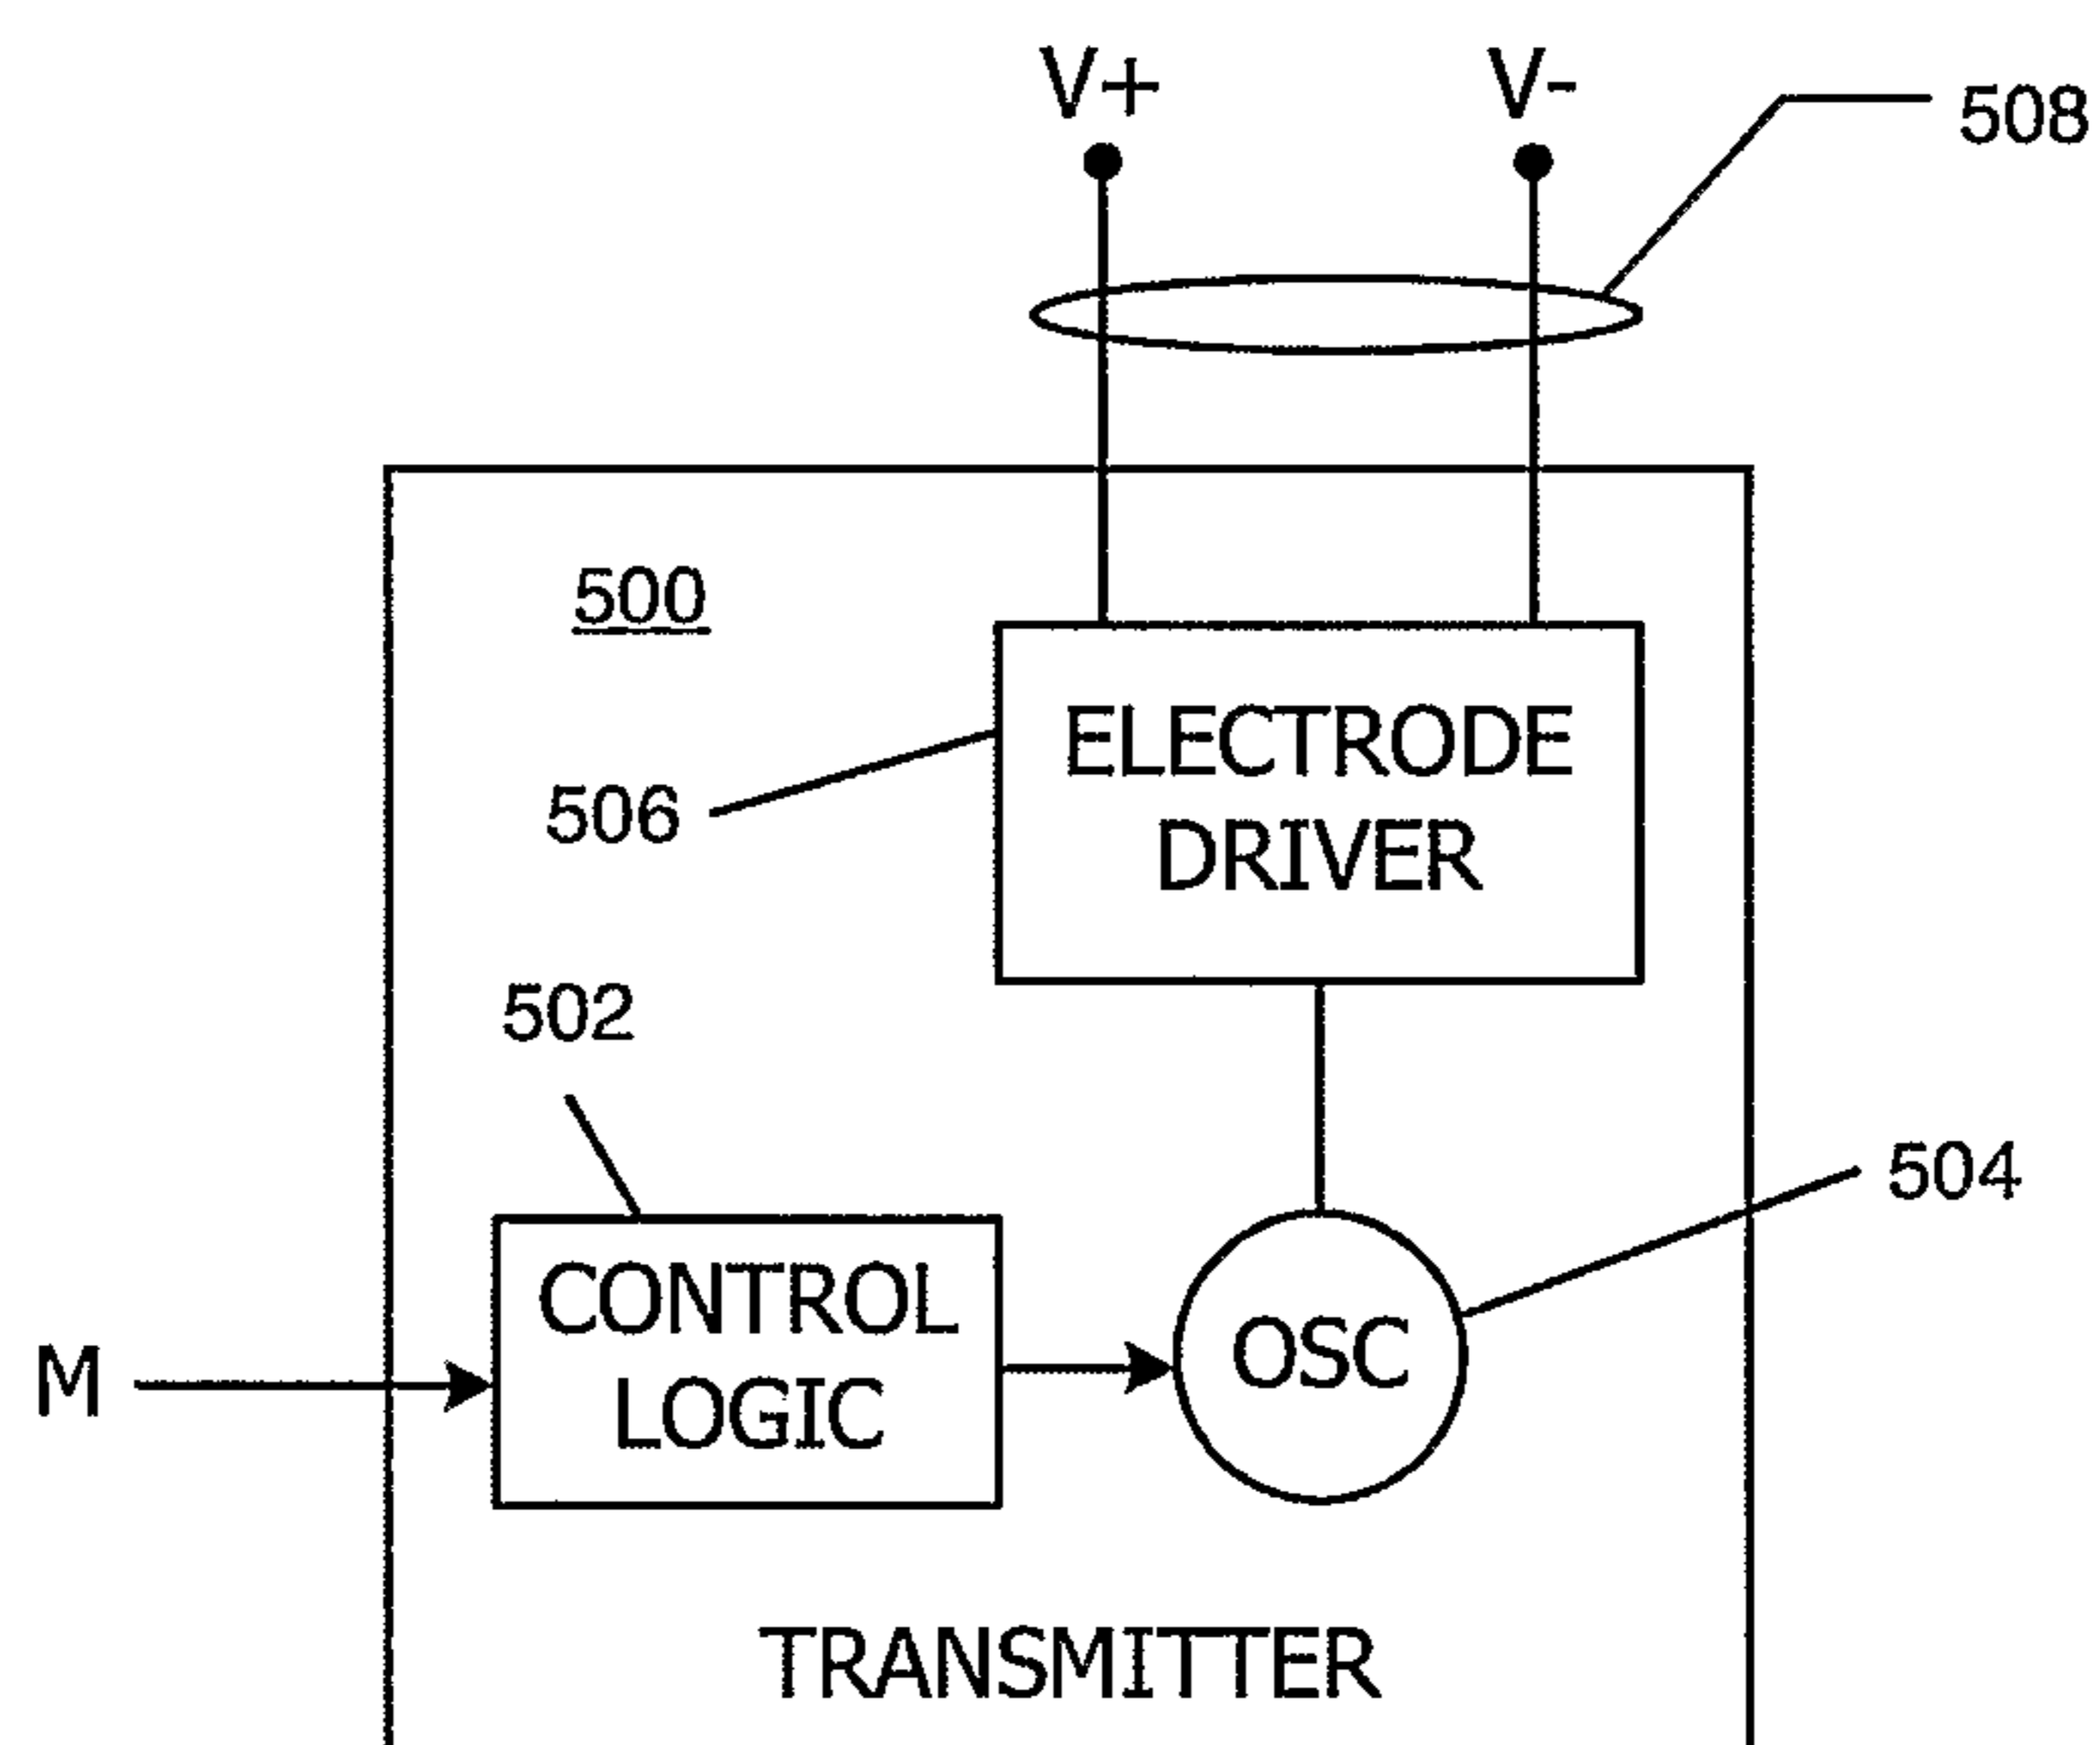 V+
V-
508
500
ELECTRODE
DRIVER
506
502
504
CONTROL
LOGIC
OSC
M
TRANSMITTER